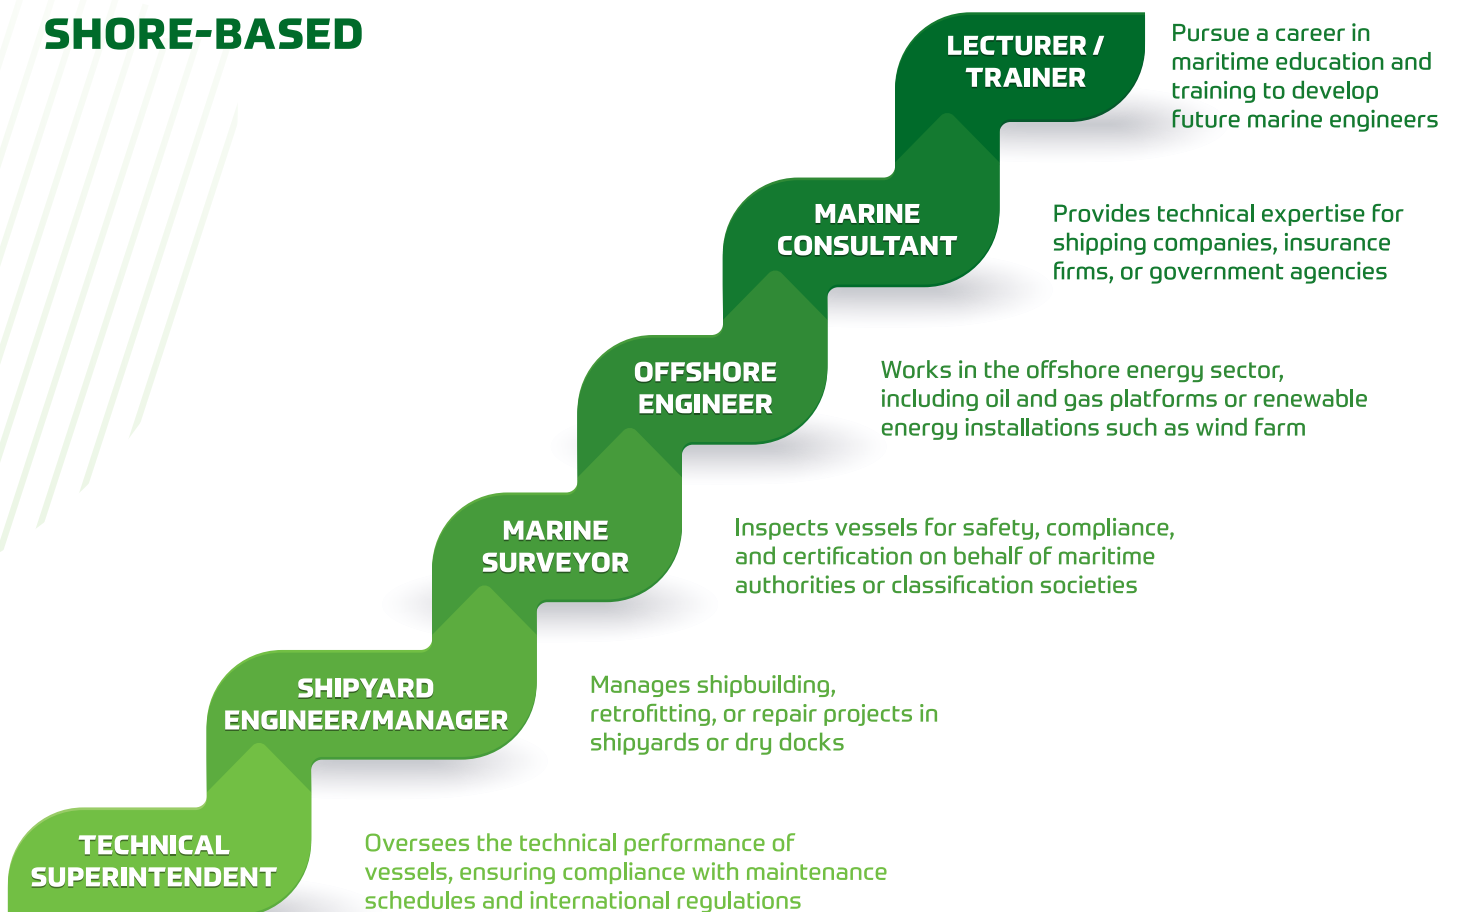 SHORE-BASED
LECTURER /
TRAINER
Pursue a career in
maritime education and
training to develop
future marine engineers
MARINE
CONSULTANT
Provides technical expertise for
shipping companies, insurance
firms, or government agencies
OFFSHORE
ENGINEER
Works in the offshore energy sector,
including oil and gas platforms or renewable
energy installations such as wind farm
MARINE
SURVEYOR
Inspects vessels for safety, compliance,
and certification on behalf of maritime
authorities or classification societies
SHIPYARD
ENGINEER/MANAGER
Manages shipbuilding,
retrofitting, or repair projects in
shipyards or dry docks
TECHNICAL
SUPERINTENDENT
Oversees the technical performance of
vessels, ensuring compliance with maintenance
schedules and international regulations